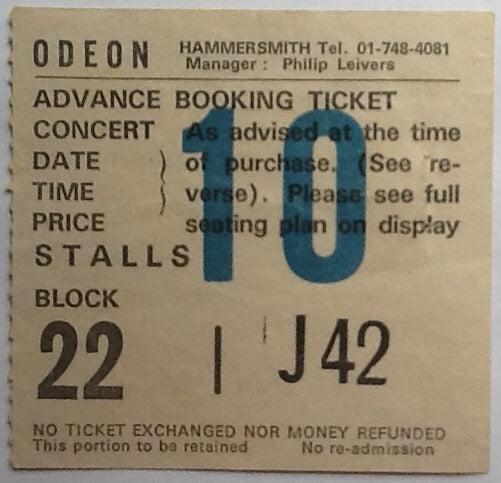 ODEON HAMMERSMITH Tel. 01-748-4081
Manager: Philip Leivers
ADVANCE BOOKING TICKET
CONCERT As advised at the time
DATE ) of purchase. (See re-
TIME ) verse). Please see full
PRICE seating plan on display
10
STALLS
BLOCK
22 | J 42
NO TICKET EXCHANGED NOR MONEY REFUNDED
This portion to be retained No re-admission